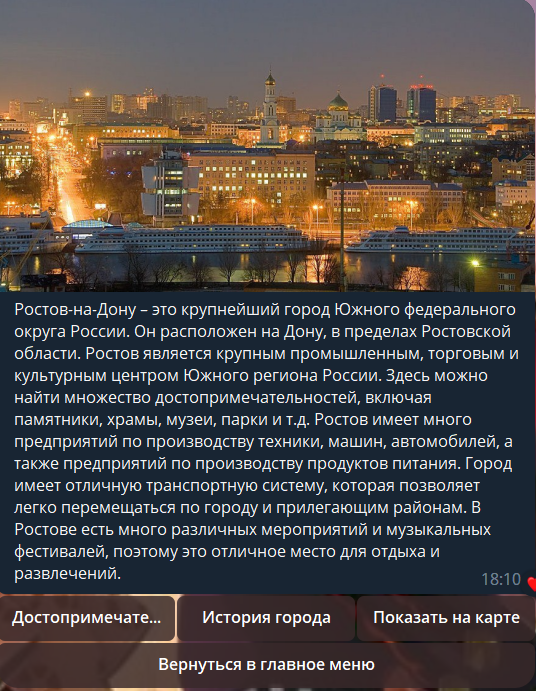 Ростов-на-Дону – это крупнейший город Южного федерального
округа России. Он расположен на Дону, в пределах Ростовской
области. Ростов является крупным промышленным, торговым и
культурным центром Южного региона России. Здесь можно
найти множество достопримечательностей, включая
памятники, храмы, музеи, парки и т.д. Ростов имеет много
предприятий по производству техники, машин, автомобилей, а
также предприятий по производству продуктов питания. Город
имеет отличную транспортную систему, которая позволяет
легко перемещаться по городу и прилегающим районам. В
Ростове есть много различных мероприятий и музыкальных
фестивалей, поэтому это отличное место для отдыха и
развлечений.
18:10
Достопримечате... История города Показать на карте
Вернуться в главное меню